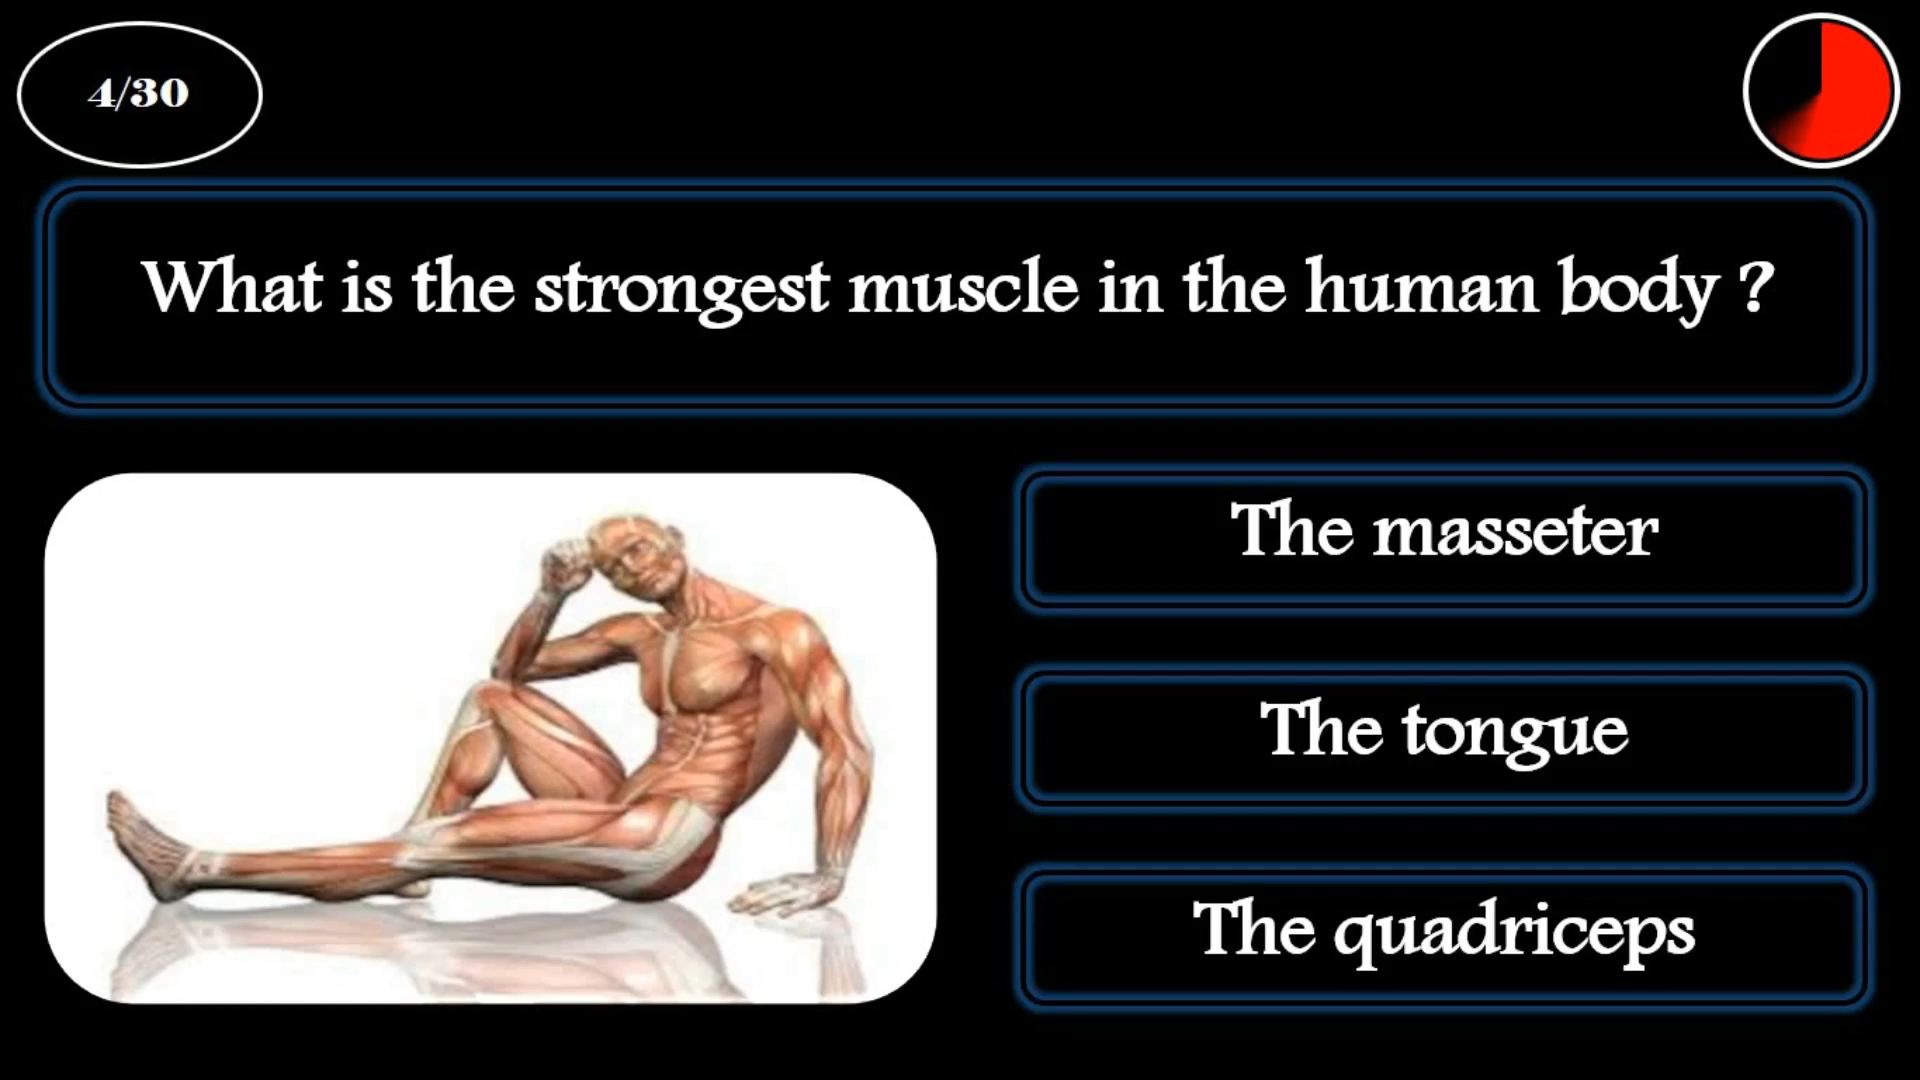 4/30
What is the strongest muscle in the human body ?
The masseter
The tongue
The quadriceps